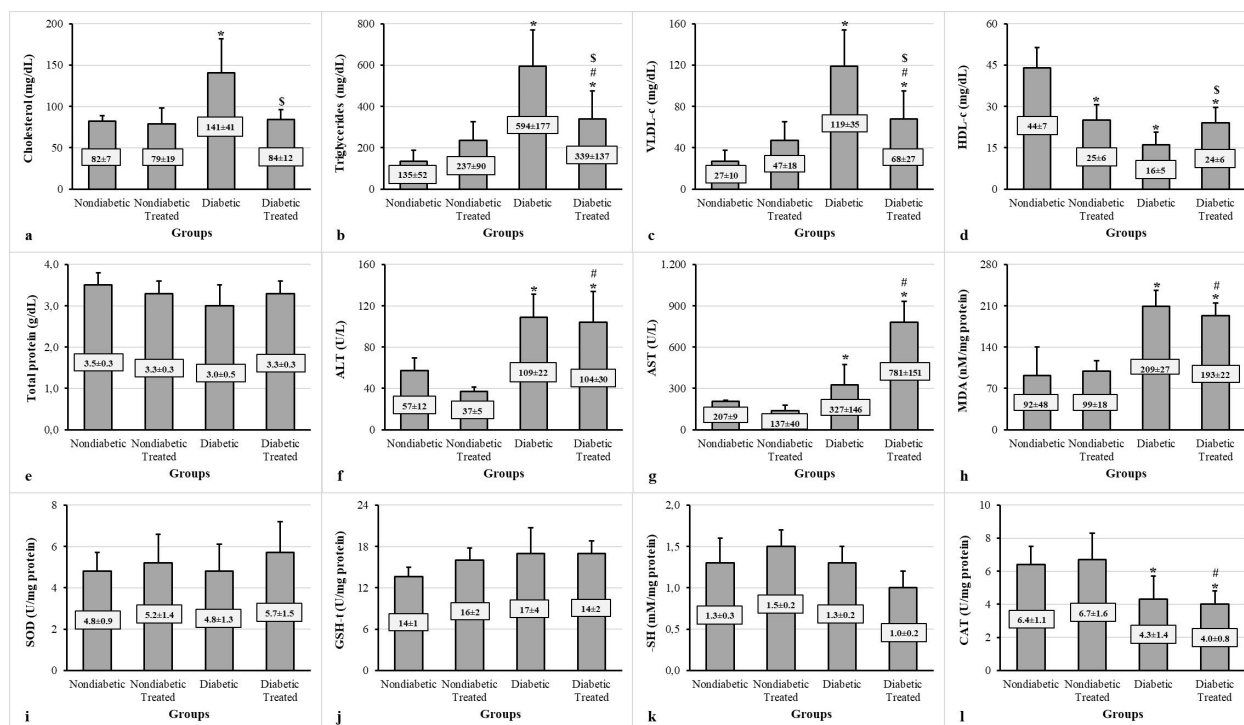 Cholesterol (mg/dL)
200
150
100
50
0
*
$
82±7
79±19
141±41
84±12
Nondiabetic
Nondiabetic
Treated
Diabetic
Diabetic
Treated
Groups
a
Triglycerides (mg/dL)
800
600
400
200
0
*
$
#
*
135±52
237±90
594±177
339±137
Nondiabetic
Nondiabetic
Treated
Diabetic
Diabetic
Treated
Groups
b
VLDL-c (mg/dL)
160
120
80
40
0
*
$
#
*
27±10
47±18
119±35
68±27
Nondiabetic
Nondiabetic
Treated
Diabetic
Diabetic
Treated
Groups
c
HDL-c (mg/dL)
60
45
30
15
0
*
*
$
*
44±7
25±6
16±5
24±6
Nondiabetic
Nondiabetic
Treated
Diabetic
Diabetic
Treated
Groups
d
Total protein (g/dL)
4,0
3,0
2,0
1,0
0,0
3.5±0.3
3.3±0.3
3.0±0.5
3.3±0.3
Nondiabetic
Nondiabetic
Treated
Diabetic
Diabetic
Treated
Groups
e
ALT (U/L)
160
120
80
40
0
*
#
*
57±12
37±5
109±22
104±30
Nondiabetic
Nondiabetic
Treated
Diabetic
Diabetic
Treated
Groups
f
AST (U/L)
1.200
900
600
300
0
*
#
*
207±9
137±40
327±146
781±151
Nondiabetic
Nondiabetic
Treated
Diabetic
Diabetic
Treated
Groups
g
MDA (nM/mg protein)
280
210
140
70
0
*
#
*
92±48
99±18
209±27
193±22
Nondiabetic
Nondiabetic
Treated
Diabetic
Diabetic
Treated
Groups
h
SOD (U/mg protein)
8
6
4
2
0
4.8±0.9
5.2±1.4
4.8±1.3
5.7±1.5
Nondiabetic
Nondiabetic
Treated
Diabetic
Diabetic
Treated
Groups
i
GSH-t (U/mg protein)
24
18
12
6
0
14±1
16±2
17±4
14±2
Nondiabetic
Nondiabetic
Treated
Diabetic
Diabetic
Treated
Groups
j
-SH (mM/mg protein)
2,0
1,5
1,0
0,5
0,0
1.3±0.3
1.5±0.2
1.3±0.2
1.0±0.2
Nondiabetic
Nondiabetic
Treated
Diabetic
Diabetic
Treated
Groups
k
CAT (U/mg protein)
10
8
6
4
2
0
*
#
*
6.4±1.1
6.7±1.6
4.3±1.4
4.0±0.8
Nondiabetic
Nondiabetic
Treated
Diabetic
Diabetic
Treated
Groups
l